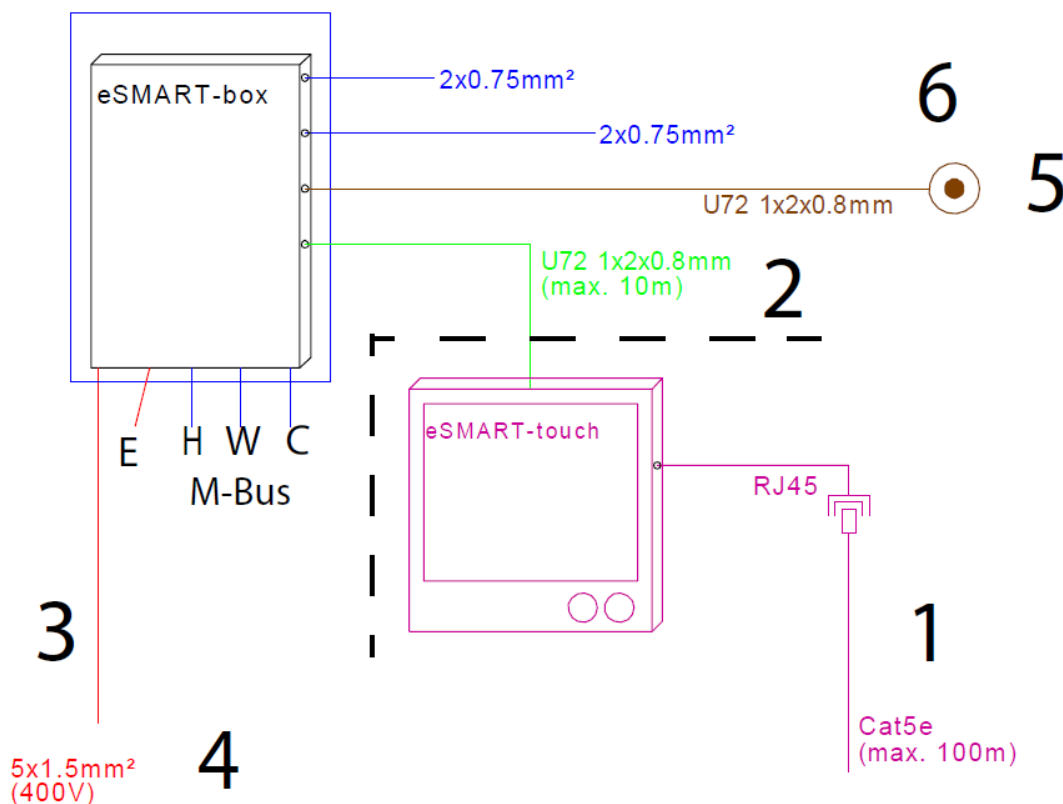 eSMART-box
2x0.75mm²
6
2x0.75mm²
5
U72 1x2x0.8mm
U72 1x2x0.8mm
(max. 10m)
2
eSMART-touch
E
H W C
M-Bus
RJ45
3
1
Cat5e
(max. 100m)
4
5x1.5mm²
(400V)